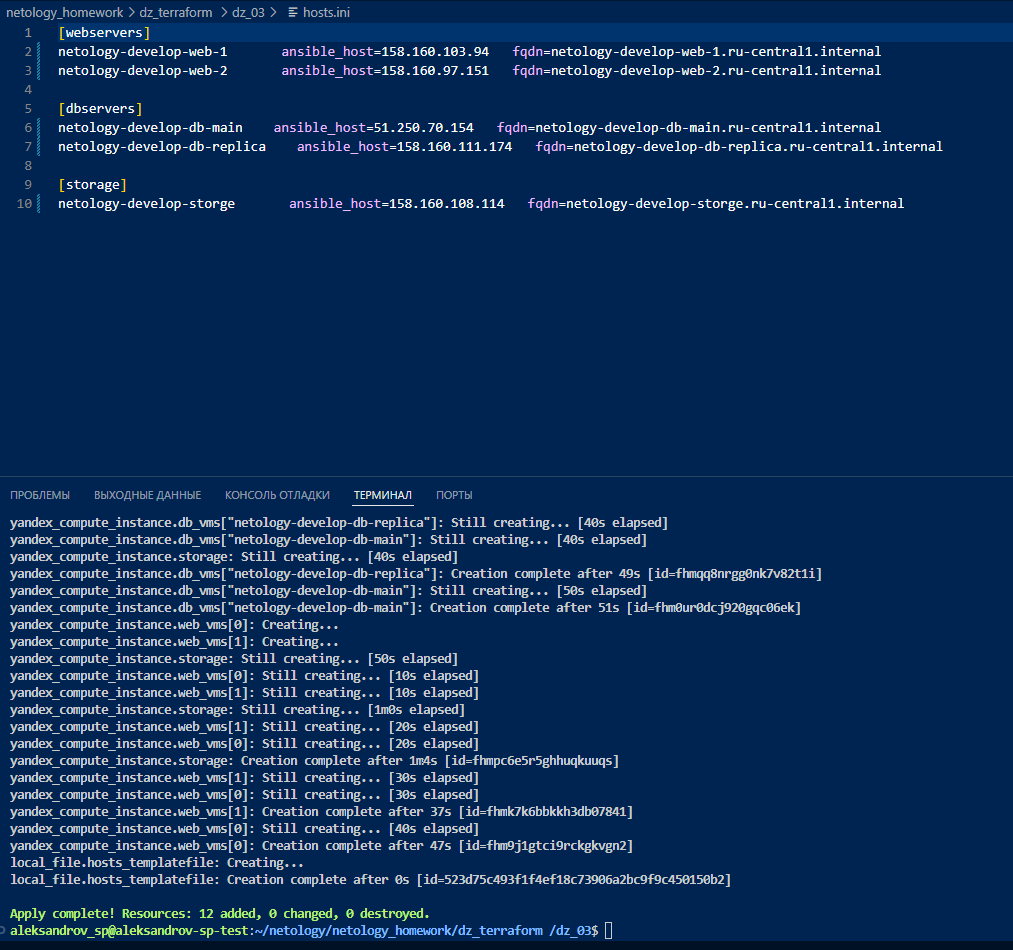 netology_homework > dz_terraform > dz_03 > hosts.ini
1 [webservers]
2 netology-develop-web-1 ansible_host=158.160.103.94 fqdn=netology-develop-web-1.ru-central1.internal
3 netology-develop-web-2 ansible_host=158.160.97.151 fqdn=netology-develop-web-2.ru-central1.internal
4
5 [dbservers]
6 netology-develop-db-main ansible_host=51.250.70.154 fqdn=netology-develop-db-main.ru-central1.internal
7 netology-develop-db-replica ansible_host=158.160.111.174 fqdn=netology-develop-db-replica.ru-central1.internal
8
9 [storage]
10 netology-develop-storge ansible_host=158.160.108.114 fqdn=netology-develop-storge.ru-central1.internal
ПРОБЛЕМЫ ВЫХОДНЫЕ ДАННЫЕ КОНСОЛЬ ОТЛАДКИ ТЕРМИНАЛ ПОРТЫ
yandex_compute_instance.db_vms["netology-develop-db-replica"]: Still creating... [40s elapsed]
yandex_compute_instance.db_vms["netology-develop-db-main"]: Still creating... [40s elapsed]
yandex_compute_instance.storage: Still creating... [40s elapsed]
yandex_compute_instance.db_vms["netology-develop-db-replica"]: Creation complete after 49s [id=fhmqq8nrgg0nk7v82t1i]
yandex_compute_instance.db_vms["netology-develop-db-main"]: Still creating... [50s elapsed]
yandex_compute_instance.db_vms["netology-develop-db-main"]: Creation complete after 51s [id=fhm0ur0dcj920gqc06ek]
yandex_compute_instance.web_vms[0]: Creating...
yandex_compute_instance.web_vms[1]: Creating...
yandex_compute_instance.storage: Still creating... [50s elapsed]
yandex_compute_instance.web_vms[0]: Still creating... [10s elapsed]
yandex_compute_instance.web_vms[1]: Still creating... [10s elapsed]
yandex_compute_instance.storage: Still creating... [1m0s elapsed]
yandex_compute_instance.web_vms[1]: Still creating... [20s elapsed]
yandex_compute_instance.web_vms[0]: Still creating... [20s elapsed]
yandex_compute_instance.storage: Creation complete after 1m4s [id=fhmpc6e5r5ghhuqkuuqs]
yandex_compute_instance.web_vms[1]: Still creating... [30s elapsed]
yandex_compute_instance.web_vms[0]: Still creating... [30s elapsed]
yandex_compute_instance.web_vms[1]: Creation complete after 37s [id=fhmk7k6bbkkh3db07841]
yandex_compute_instance.web_vms[0]: Still creating... [40s elapsed]
yandex_compute_instance.web_vms[0]: Creation complete after 47s [id=fhm9j1gtci9rckgkvgn2]
local_file.hosts_templatefile: Creating...
local_file.hosts_templatefile: Creation complete after 0s [id=523d75c493f1f4ef18c73906a2bc9f9c450150b2]
Apply complete! Resources: 12 added, 0 changed, 0 destroyed.
aleksandrov_sp@aleksandrov-sp-test:~/netology/netology_homework/dz_terraform /dz_03$